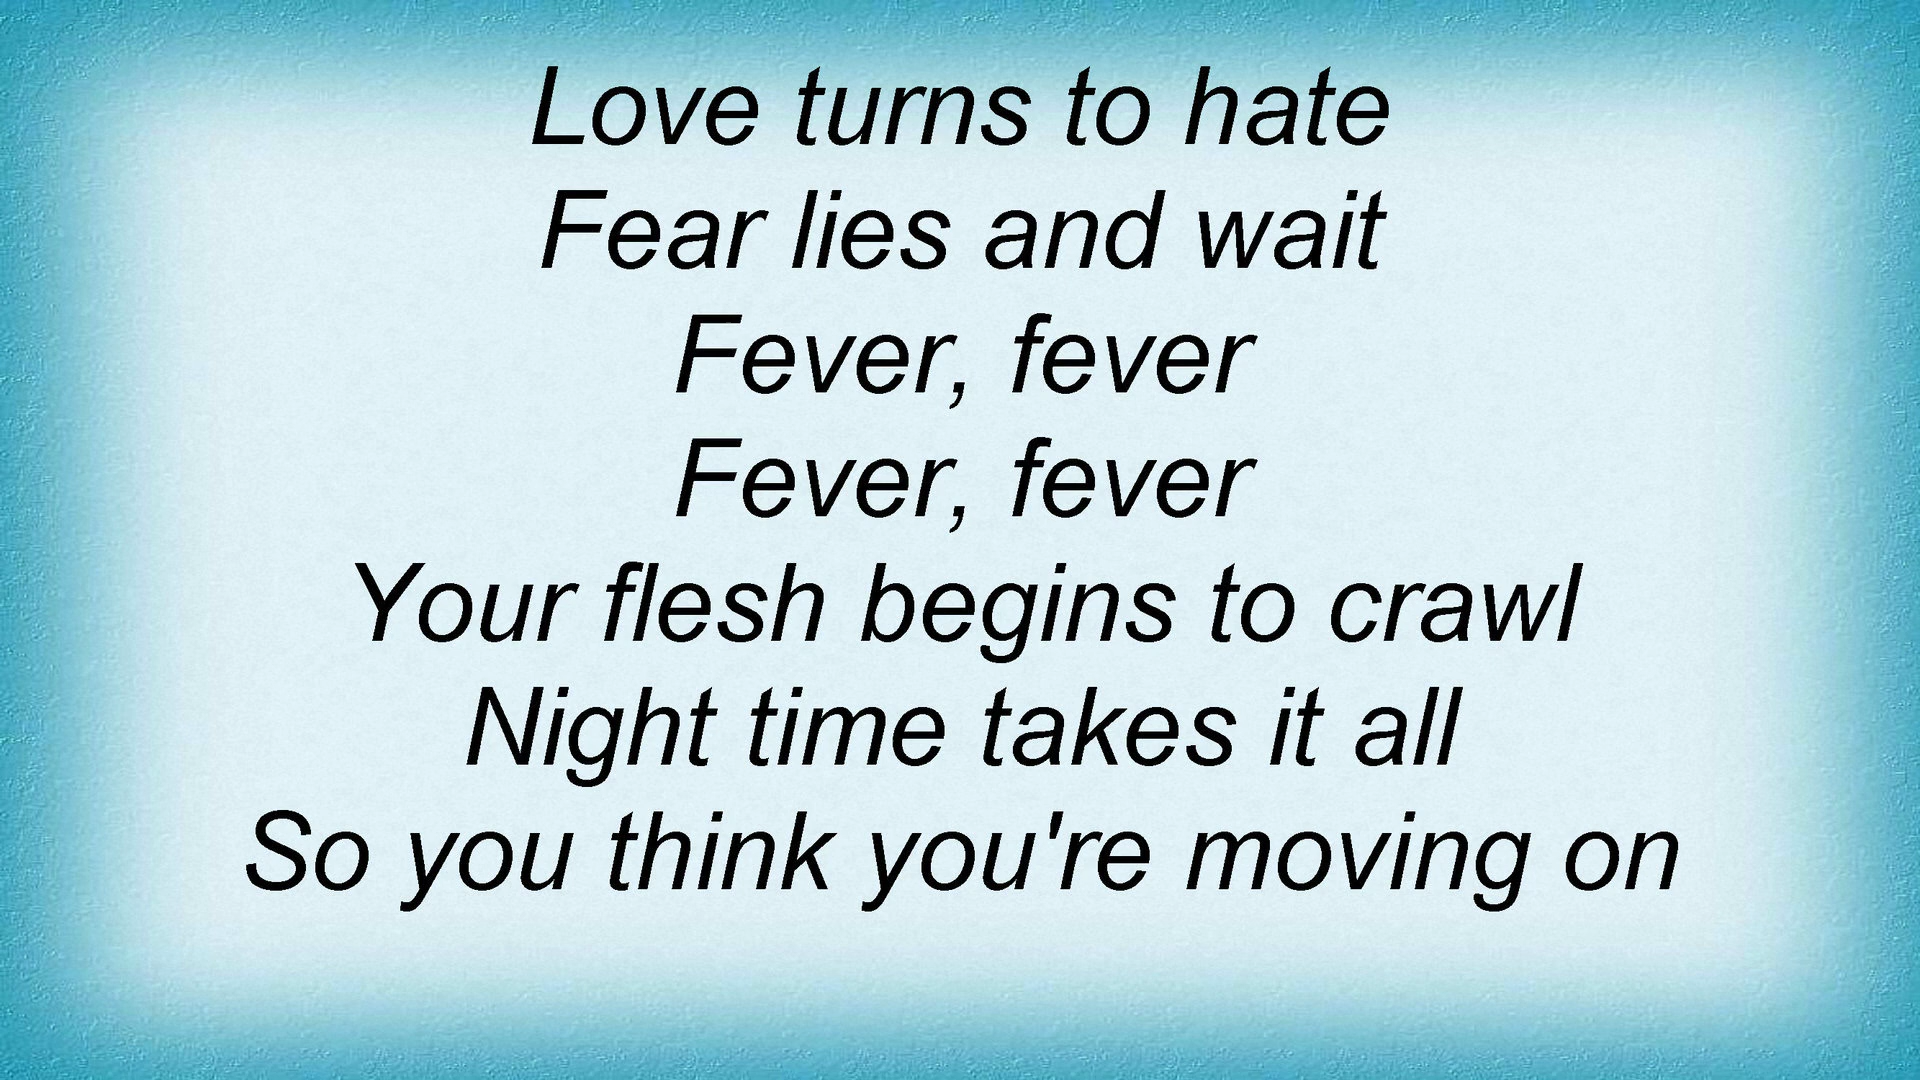 Love turns to hate
Fear lies and wait
Fever, fever
Fever, fever
Your flesh begins to crawl
Night time takes it all
So you think you're moving on